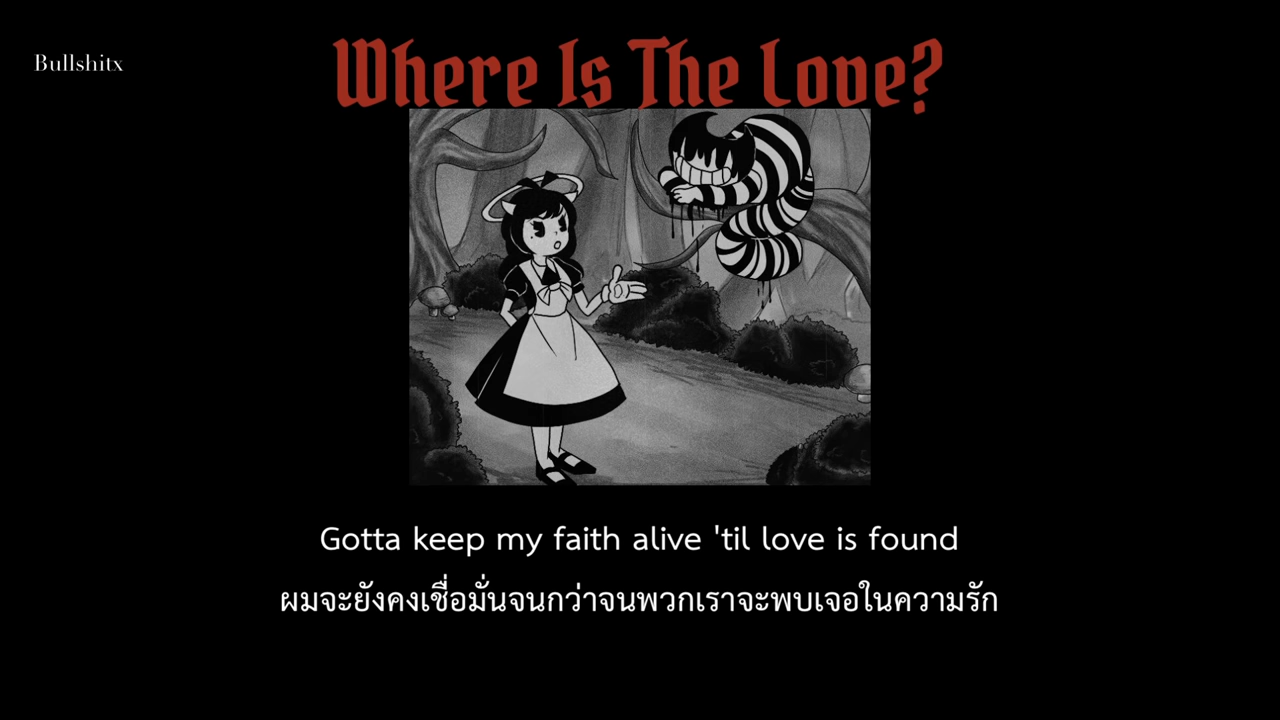 Bullshitx
Where Is The Love?
Gotta keep my faith alive 'til love is found
ผมจะยังคงเชื่อมั่นจนกว่าจนพวกเราจะพบเจอในความรัก